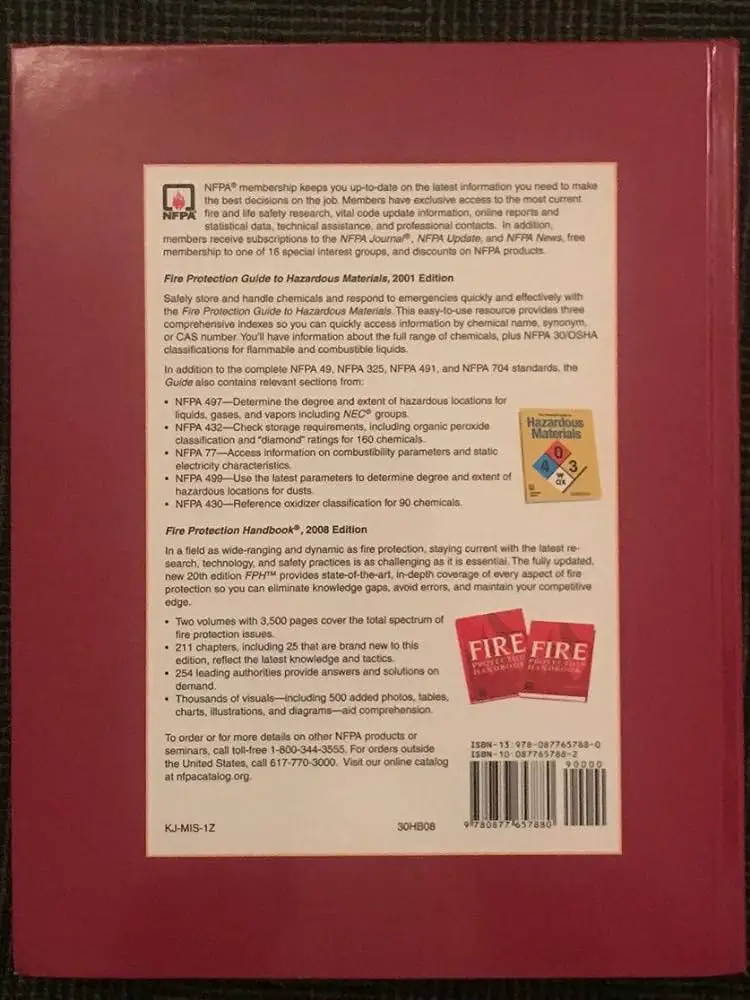 NFPA® membership keeps you up-to-date on the latest information you need to make
the best decisions on the job. Members have exclusive access to the most current
fire and life safety research, vital code update information, online reports and
statistical data, technical assistance, and professional contacts. In addition,
members receive subscriptions to the NFPA Journal®, NFPA Update, and NFPA News, free
membership to one of 16 special interest groups, and discounts on NFPA products.
NFPA
Fire Protection Guide to Hazardous Materials, 2001 Edition
Safely store and handle chemicals and respond to emergencies quickly and effectively with
the Fire Protection Guide to Hazardous Materials. This easy-to-use resource provides three
comprehensive indexes so you can quickly access information by chemical name, synonym,
or CAS number. You'll have information about the full range of chemicals, plus NFPA 30/OSHA
classifications for flammable and combustible liquids.
In addition to the complete NFPA 49, NFPA 325, NFPA 491, and NFPA 704 standards, the
Guide also contains relevant sections from:
• NFPA 497—Determine the degree and extent of hazardous locations for
liquids, gases, and vapors including NEC® groups.
• NFPA 432—Check storage requirements, including organic peroxide
classification and "diamond" ratings for 160 chemicals.
• NFPA 77—Access information on combustibility parameters and static
electricity characteristics.
• NFPA 499—Use the latest parameters to determine degree and extent of
hazardous locations for dusts.
• NFPA 430—Reference oxidizer classification for 90 chemicals.
Hazardous
Materials
0
4 3
W
OX
Fire Protection Handbook®, 2008 Edition
In a field as wide-ranging and dynamic as fire protection, staying current with the latest re-
search, technology, and safety practices is as challenging as it is essential. The fully updated,
new 20th edition FPH™ provides state-of-the-art, in-depth coverage of every aspect of fire
protection so you can eliminate knowledge gaps, avoid errors, and maintain your competitive
edge.
• Two volumes with 3,500 pages cover the total spectrum of
fire protection issues.
• 211 chapters, including 25 that are brand new to this
edition, reflect the latest knowledge and tactics.
• 254 leading authorities provide answers and solutions on
demand.
• Thousands of visuals—including 500 added photos, tables,
charts, illustrations, and diagrams—aid comprehension.
FIRE
PROTECTION
HANDBOOK
FIRE
PROTECTION
HANDBOOK
To order or for more details on other NFPA products or
seminars, call toll-free 1-800-344-3555. For orders outside
the United States, call 617-770-3000. Visit our online catalog
at nfpacatalog.org.
ISBN-13: 978-087765788-0
ISBN-10: 087765788-2
90000
9 780877 657880
KJ-MIS-1Z 30HB08